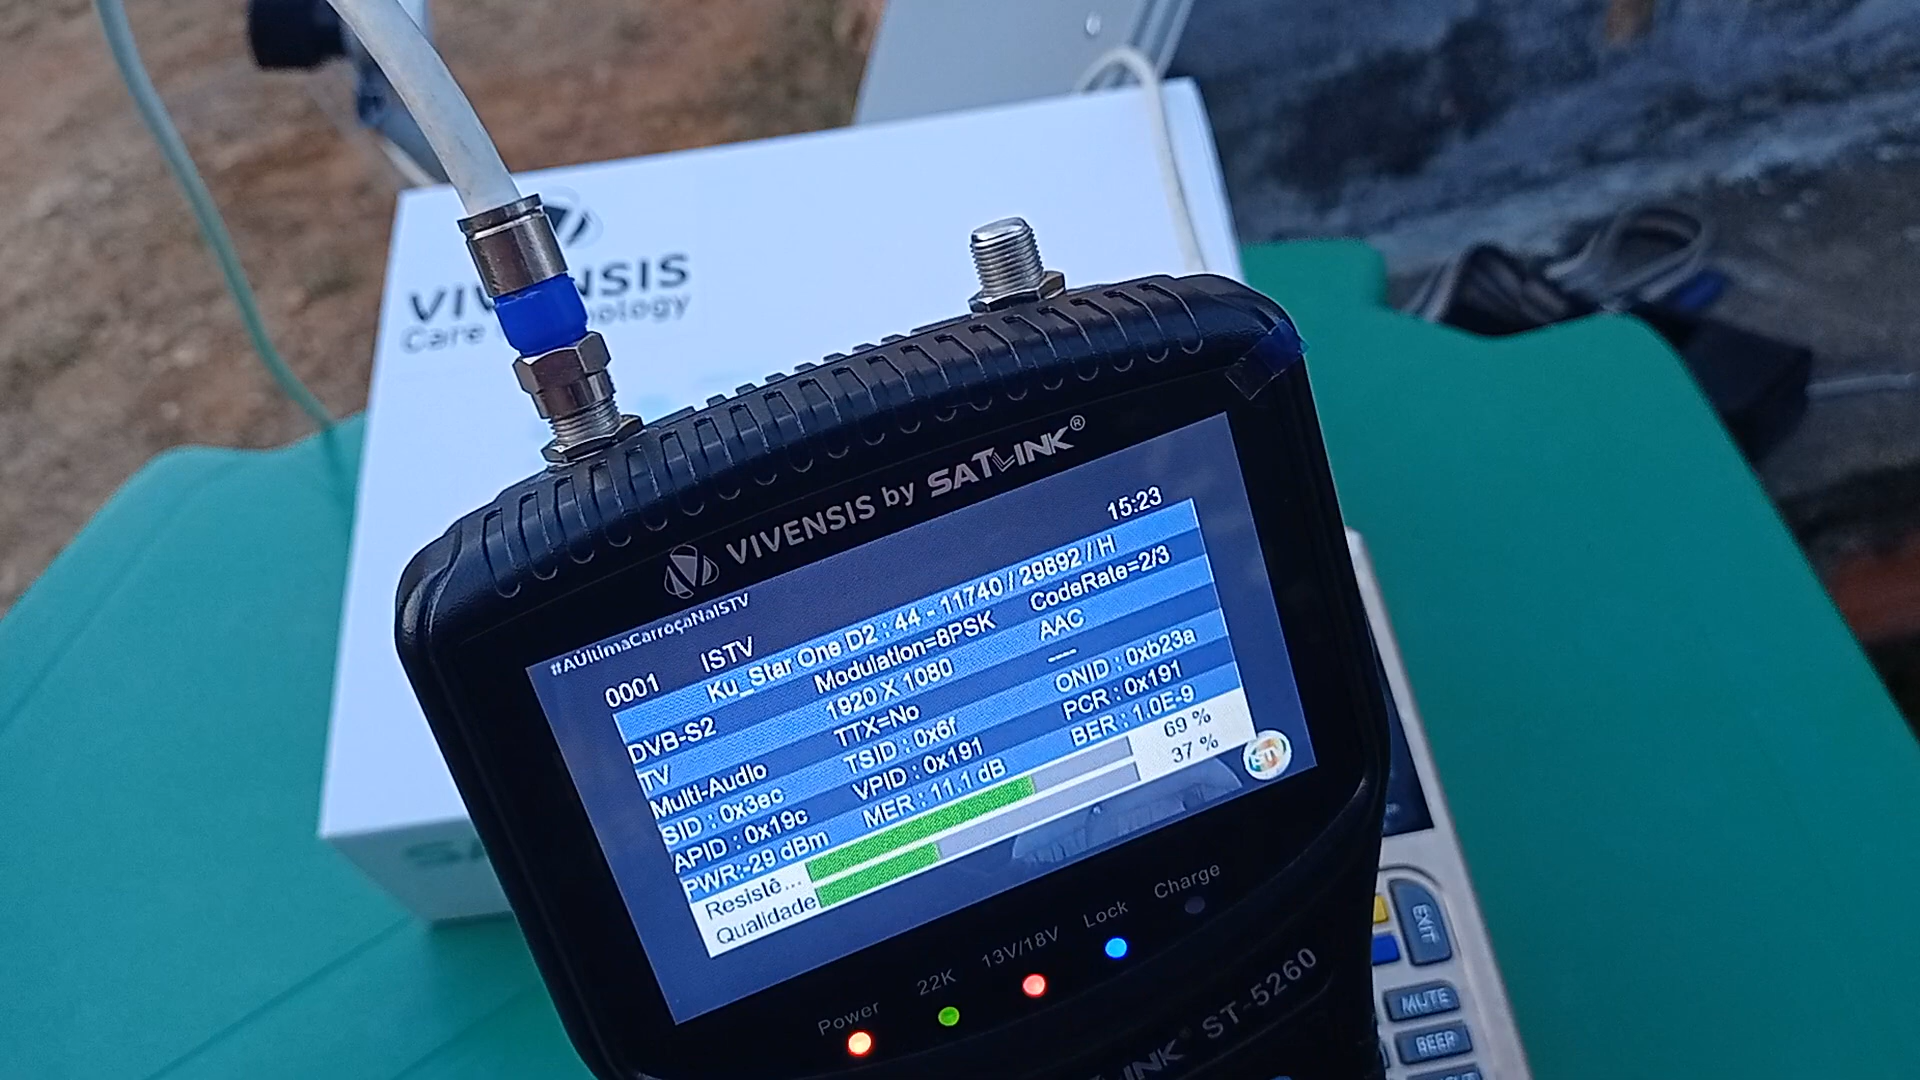 VIVENSIS
Care
nology
VIVENSIS by SATLINK®
15:23
#AÚltimaCarroçaNaISTV
0001 ISTV
Ku_Star One D2 : 44 - 11740 / 29892 / H
DVB-S2 Modulation=8PSK CodeRate=2/3
TV 1920 X 1080 AAC
Multi-Audio TTX=No ----
SID : 0x3ec TSID : 0x6f ONID : 0xb23a
APID : 0x19c VPID : 0x191 PCR : 0x191
PWR:-29 dBm MER : 11.1 dB BER : 1.0E-9
Resistê... 69 %
Qualidade 37 %
Power 22K 13V/18V Lock Charge
ST-5260
EXIT
MUTE
BEEP